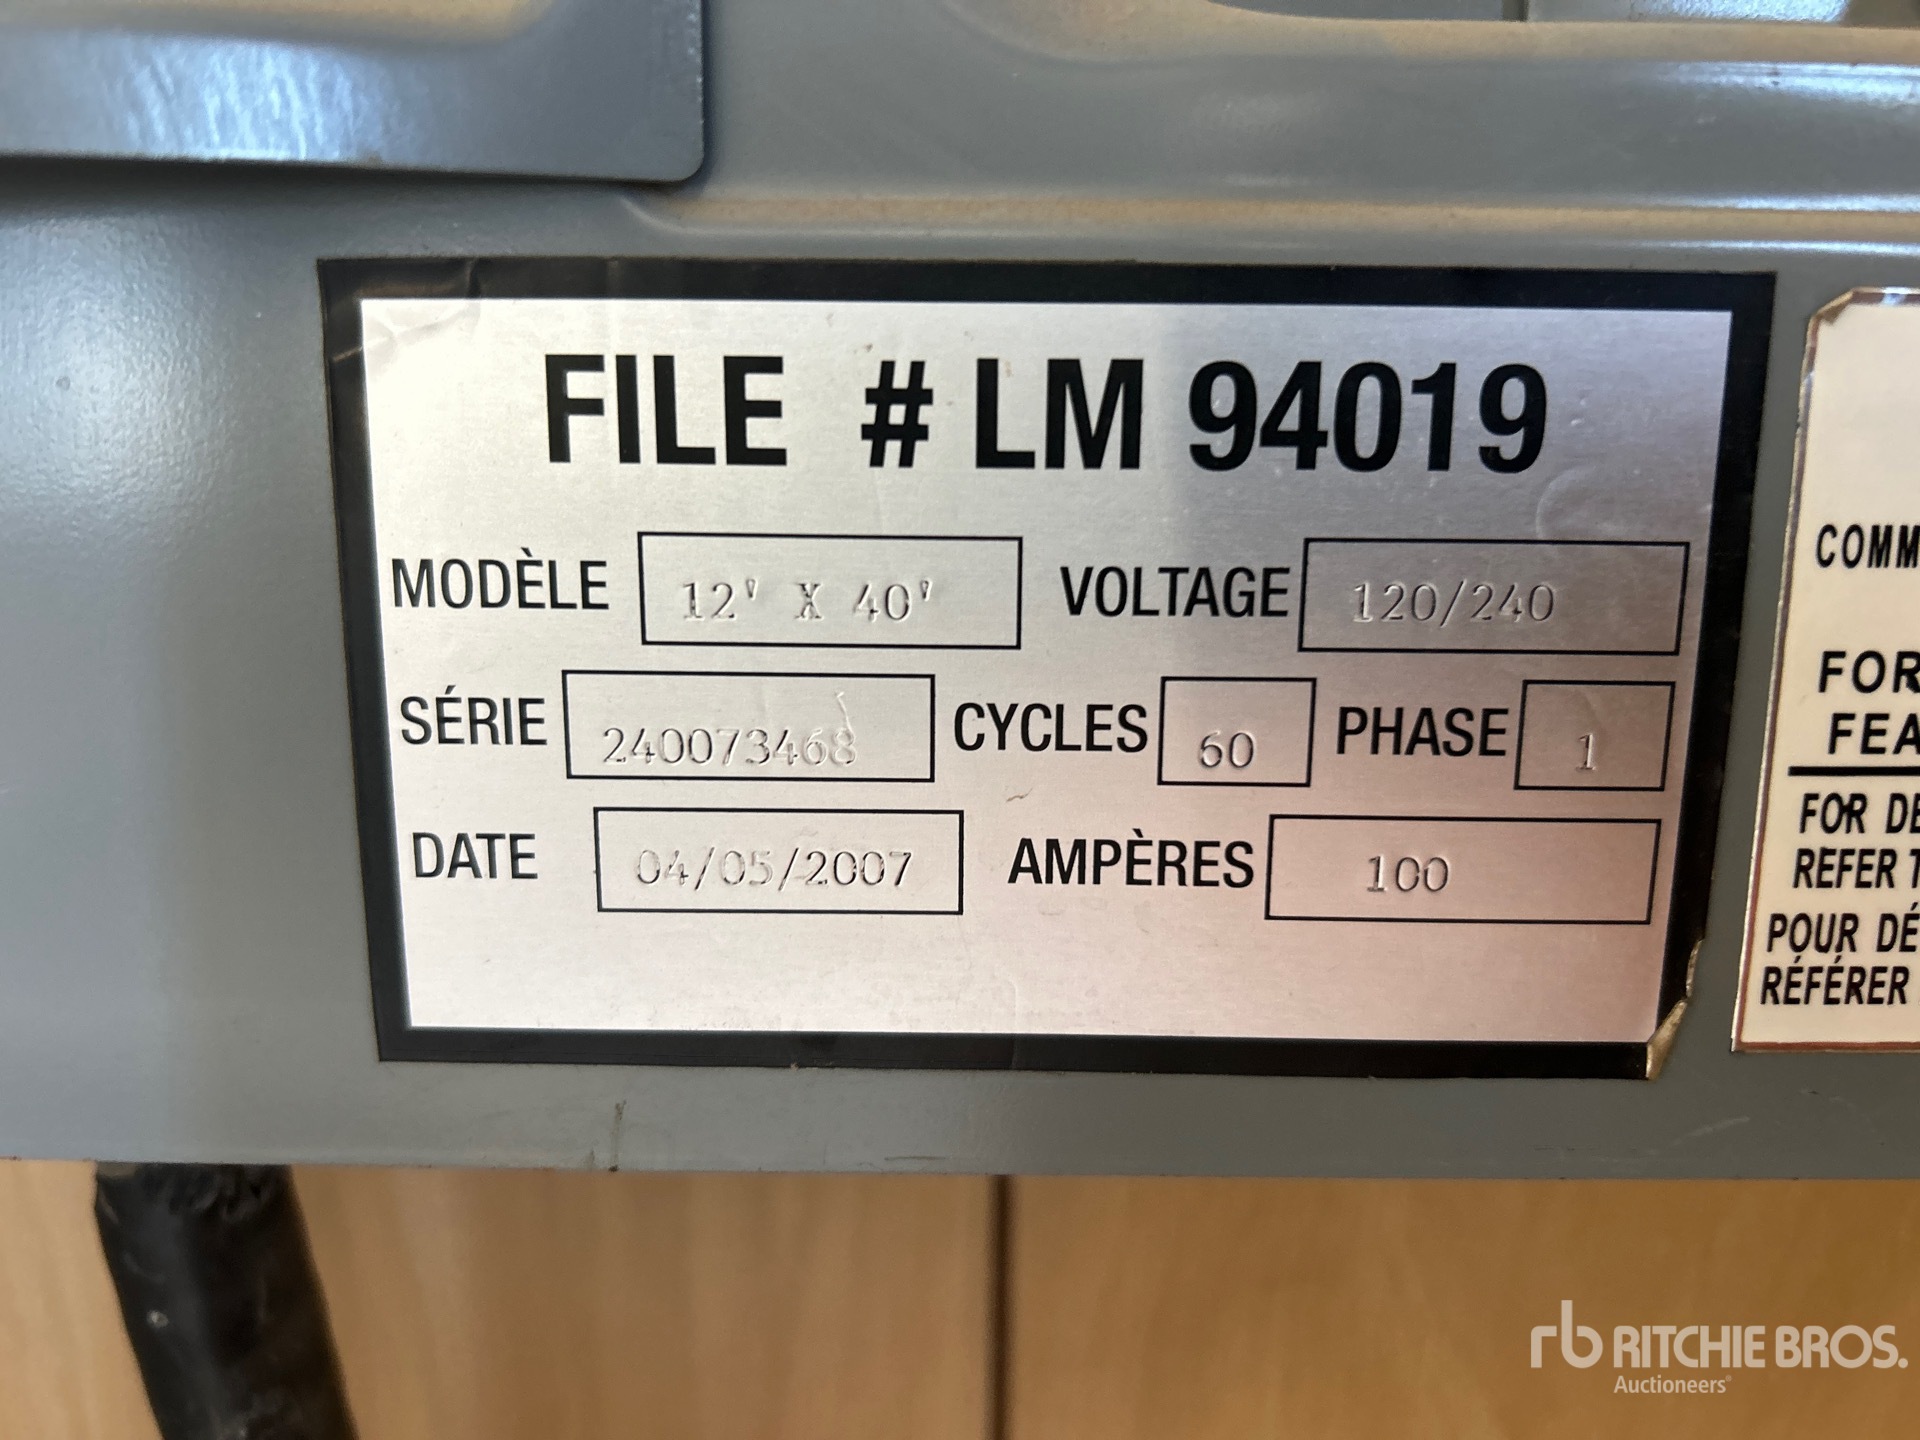 FILE # LM 94019
MODÈLE 12' X 40' VOLTAGE 120/240
SÉRIE 240073468 CYCLES 60 PHASE 1
DATE 04/05/2007 AMPÈRES 100
COMM
FOR
FEA
FOR DE
REFER T
POUR DÉ
RÉFÉRER
rb RITCHIE BROS.
Auctioneers